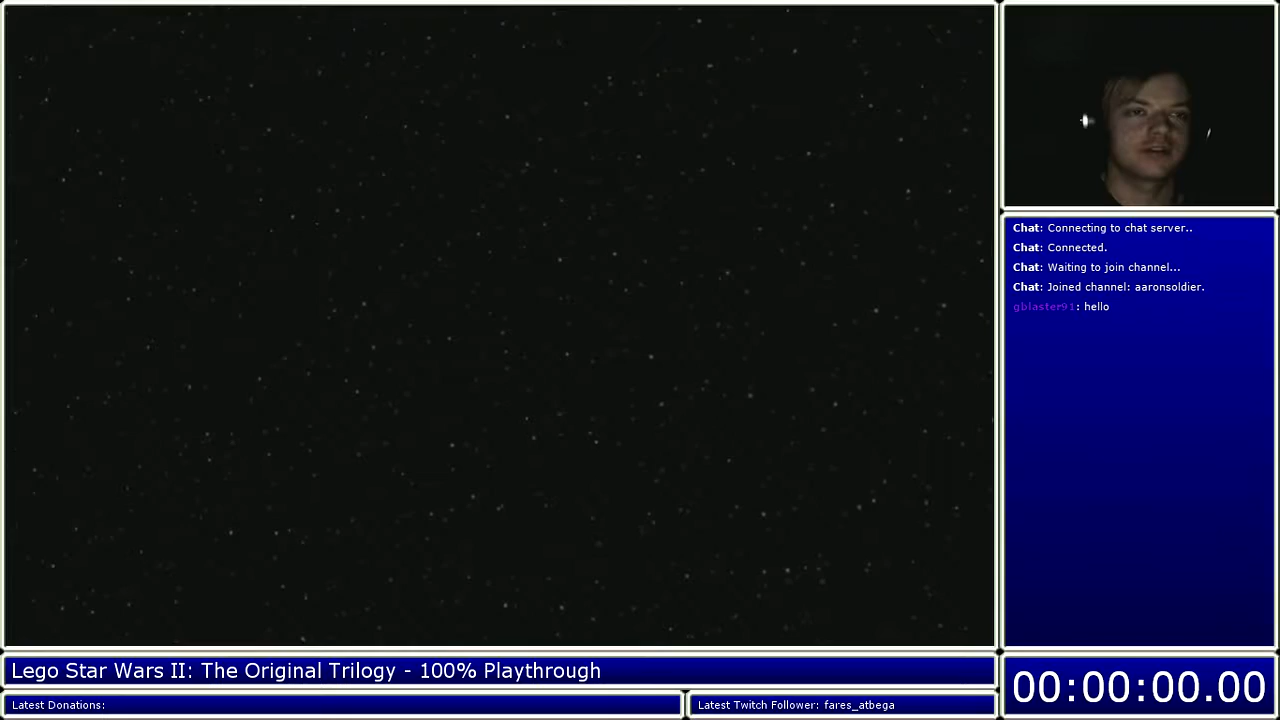 Chat: Connecting to chat server..
Chat: Connected.
Chat: Waiting to join channel...
Chat: Joined channel: aaronsoldier.
gblaster91: hello
Lego Star Wars II: The Original Trilogy - 100% Playthrough
00:00:00.00
Latest Donations:
Latest Twitch Follower: fares_atbega